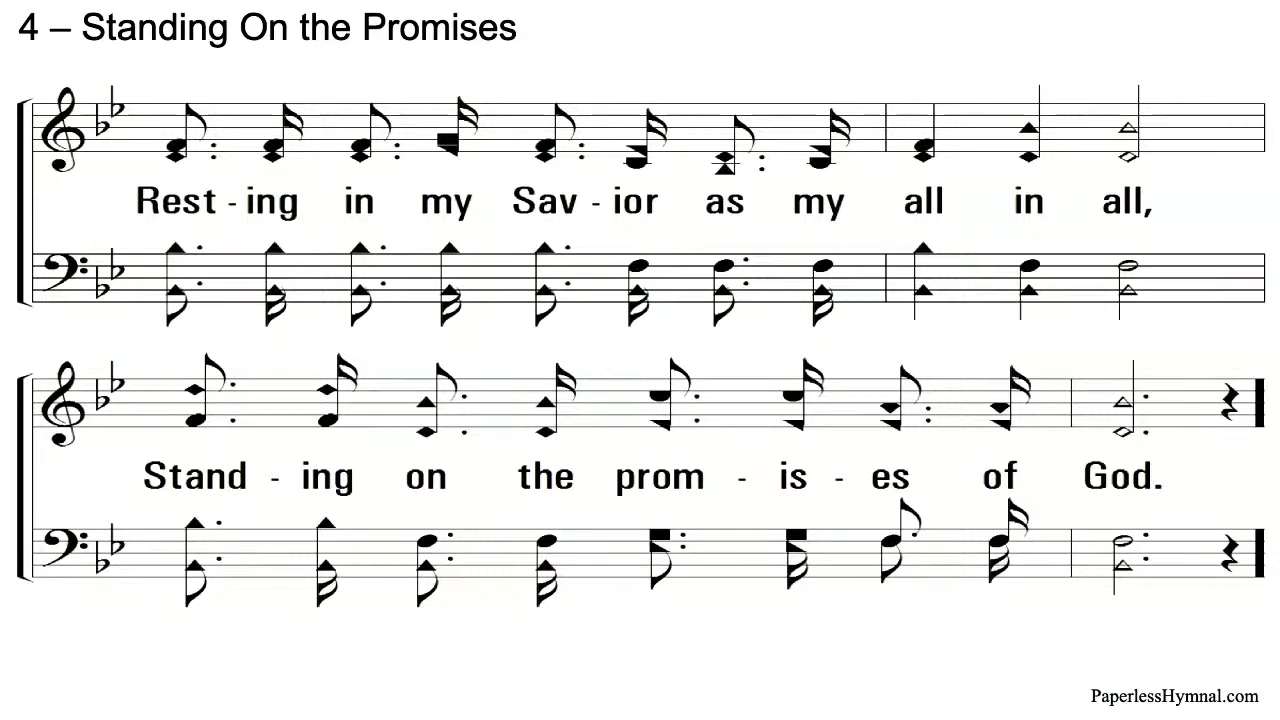 4 – Standing On the Promises
Rest - ing in my Sav - ior as my all in all,
Stand - ing on the prom - is - es of God.
PaperlessHymnal.com